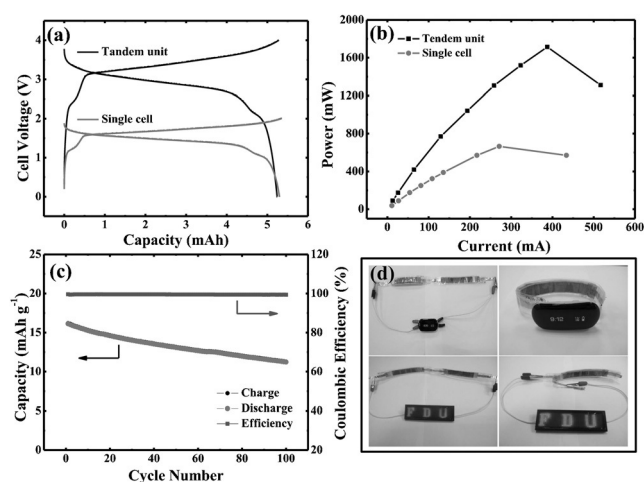 (a)
Tandem unit
Single cell
Cell Voltage (V)
4
3
2
1
0
0 1 2 3 4 5 6
Capacity (mAh)
(b)
Tendem unit
Single cell
Power (mW)
2000
1600
1200
800
400
0
0 100 200 300 400 500 600
Current (mA)
(c)
Capacity (mAh g⁻¹)
25
20
15
10
5
0
Charge
Discharge
Efficiency
120
100
80
60
40
20
Coulombic Efficiency (%)
0 20 40 60 80 100
Cycle Number
(d)
FDU
FDU